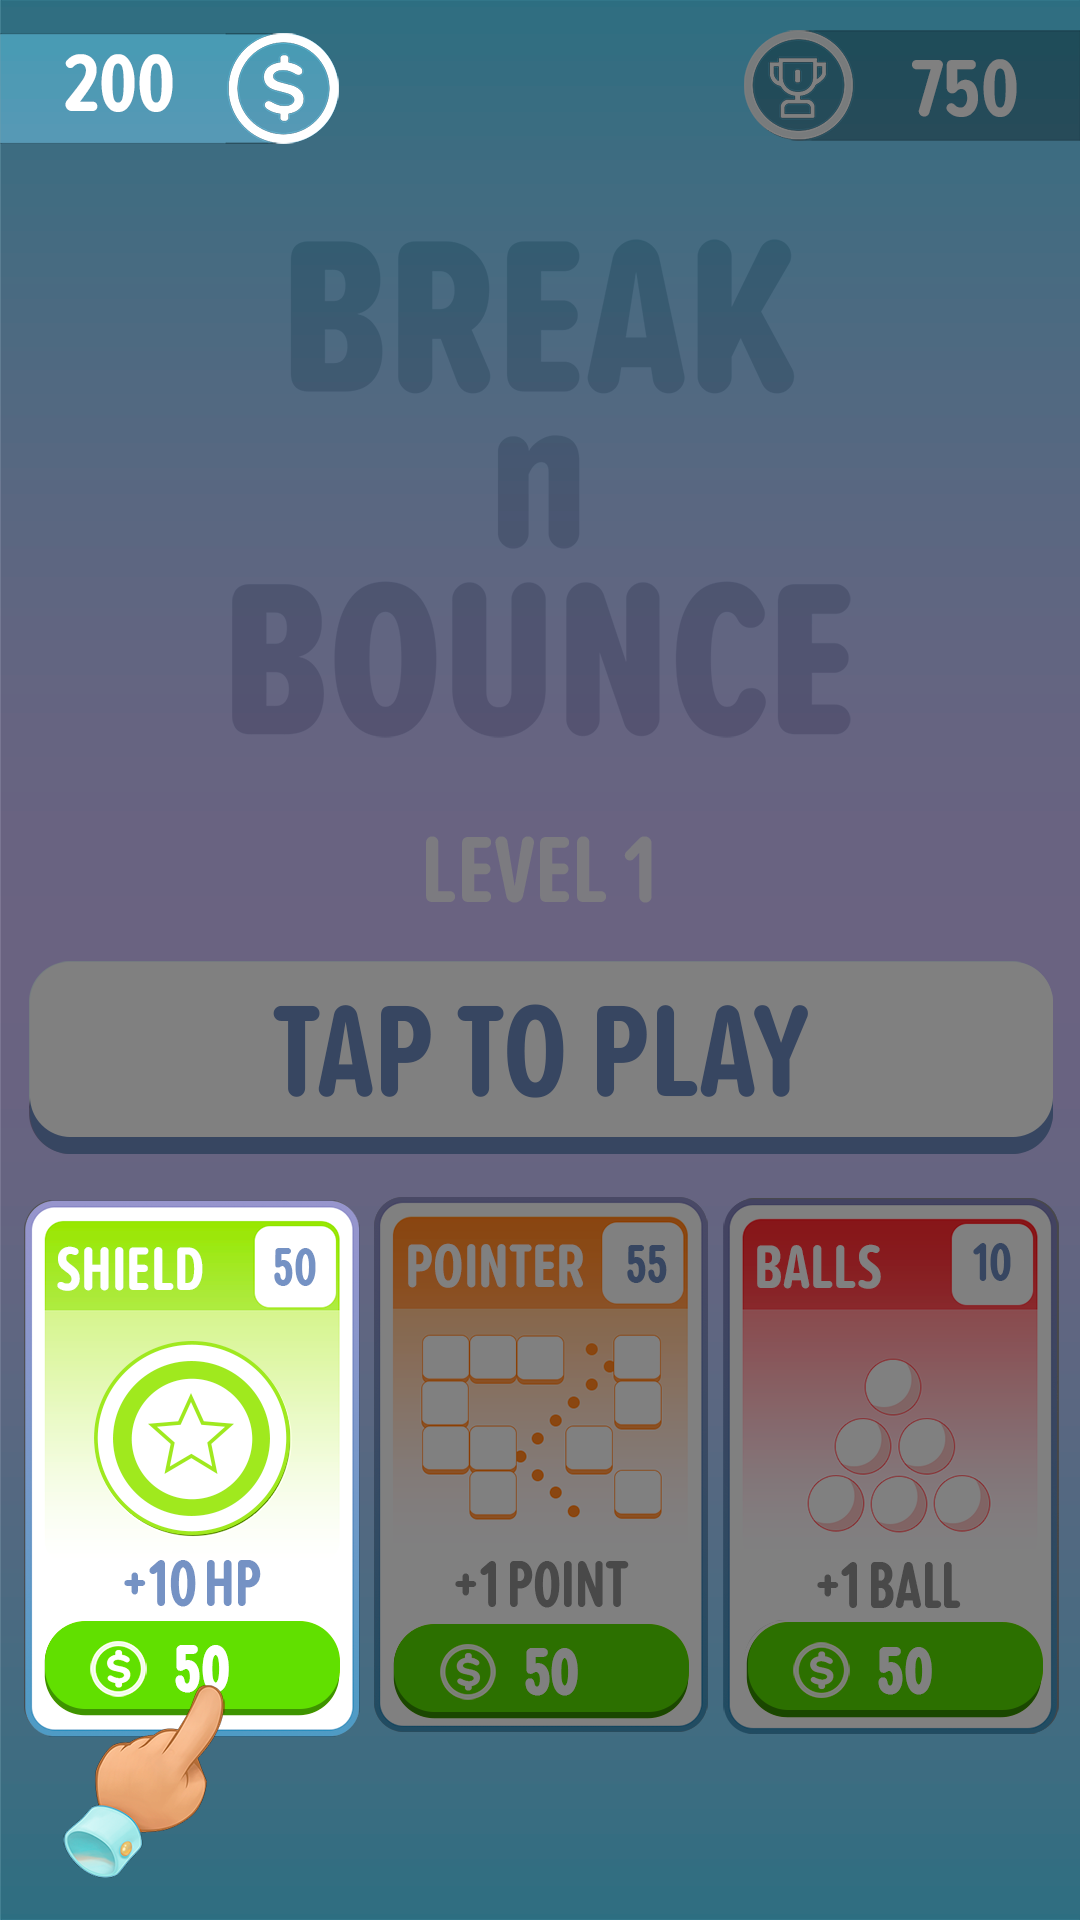 200 $
750
BREAK
n
BOUNCE
LEVEL 1
TAP TO PLAY
SHIELD 50
+10 HP
$ 50
POINTER 55
+1 POINT
$ 50
BALLS 10
+1 BALL
$ 50